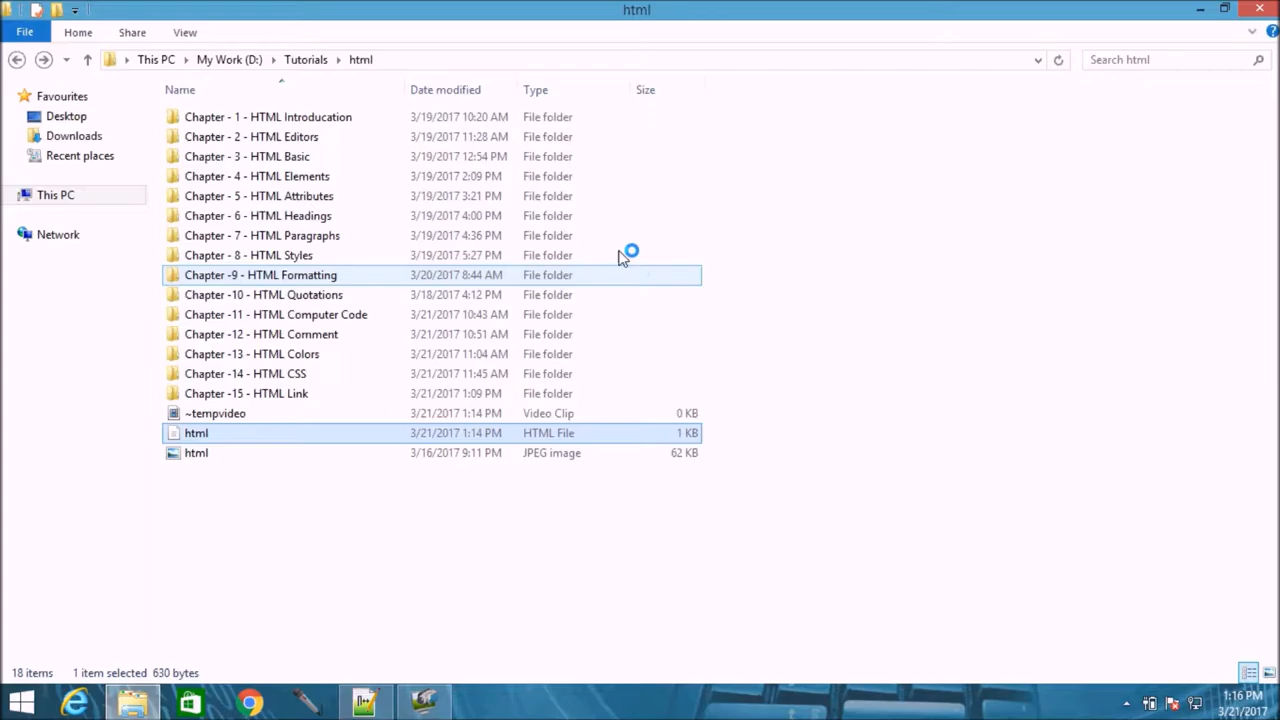 html
File Home Share View
This PC My Work (D:) Tutorials html Search html
Name Date modified Type Size
Favourites
Desktop
Downloads
Recent places
This PC
Network
Chapter - 1 - HTML Introducation 3/19/2017 10:20 AM File folder
Chapter - 2 - HTML Editors 3/19/2017 11:28 AM File folder
Chapter - 3 - HTML Basic 3/19/2017 12:54 PM File folder
Chapter - 4 - HTML Elements 3/19/2017 2:09 PM File folder
Chapter - 5 - HTML Attributes 3/19/2017 3:21 PM File folder
Chapter - 6 - HTML Headings 3/19/2017 4:00 PM File folder
Chapter - 7 - HTML Paragraphs 3/19/2017 4:36 PM File folder
Chapter - 8 - HTML Styles 3/19/2017 5:27 PM File folder
Chapter -9 - HTML Formatting 3/20/2017 8:44 AM File folder
Chapter -10 - HTML Quotations 3/18/2017 4:12 PM File folder
Chapter -11 - HTML Computer Code 3/21/2017 10:43 AM File folder
Chapter -12 - HTML Comment 3/21/2017 10:51 AM File folder
Chapter -13 - HTML Colors 3/21/2017 11:04 AM File folder
Chapter -14 - HTML CSS 3/21/2017 11:45 AM File folder
Chapter -15 - HTML Link 3/21/2017 1:09 PM File folder
~tempvideo 3/21/2017 1:14 PM Video Clip 0 KB
html 3/21/2017 1:14 PM HTML File 1 KB
html 3/16/2017 9:11 PM JPEG image 62 KB
18 items 1 item selected 630 bytes
1:16 PM
3/21/2017